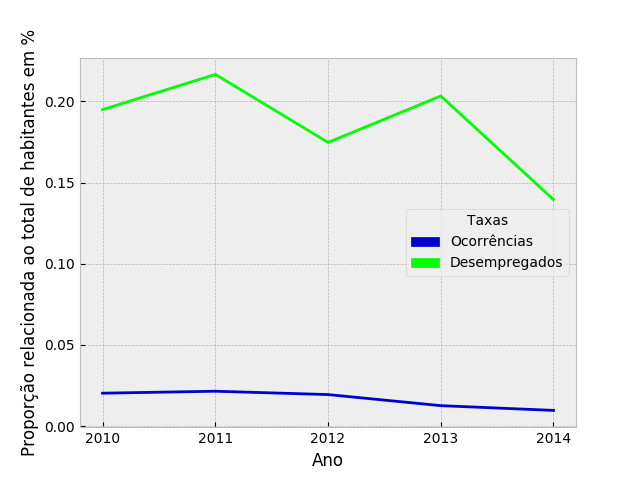 Proporção relacionada ao total de habitantes em %
0.20
0.15
0.10
0.05
0.00
Taxas
Ocorrências
Desempregados
2010 2011 2012 2013 2014
Ano